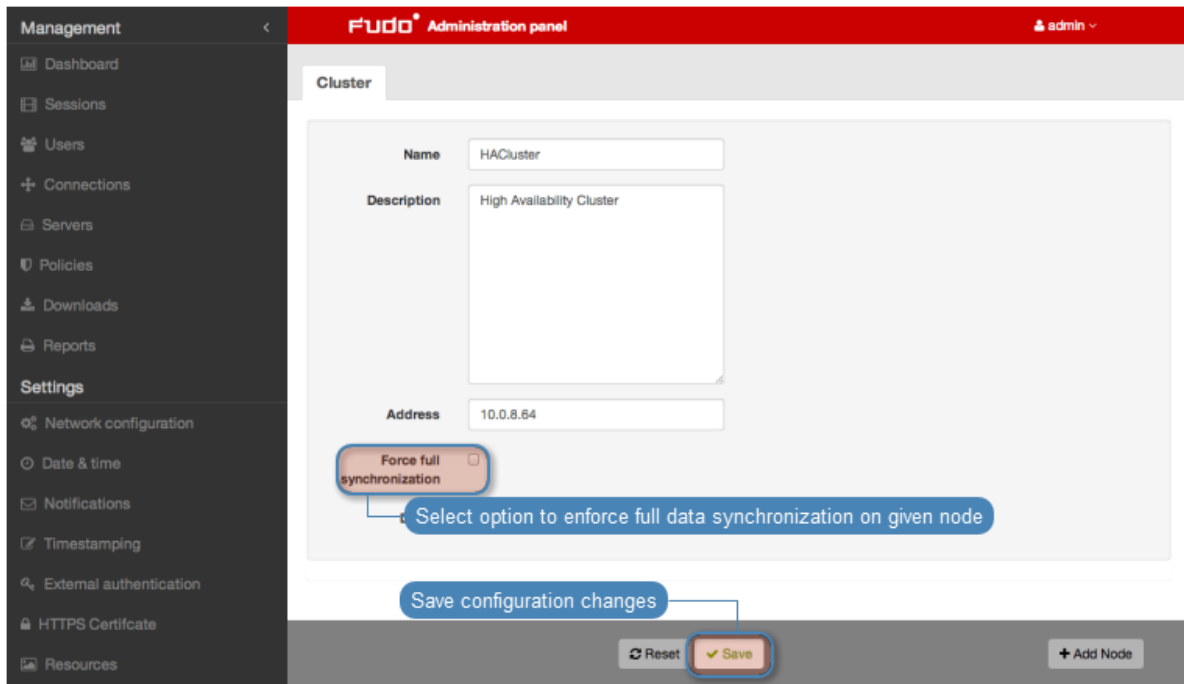 Management
FUDO Administration panel
admin
Dashboard
Sessions
Users
Connections
Servers
Policies
Downloads
Reports
Settings
Network configuration
Date & time
Notifications
Timestamping
External authentication
HTTPS Certifcate
Resources
Cluster
Name
HACluster
Description
High Availability Cluster
Address
10.0.8.64
Force full
synchronization
Select option to enforce full data synchronization on given node
Save configuration changes
Reset
Save
Add Node